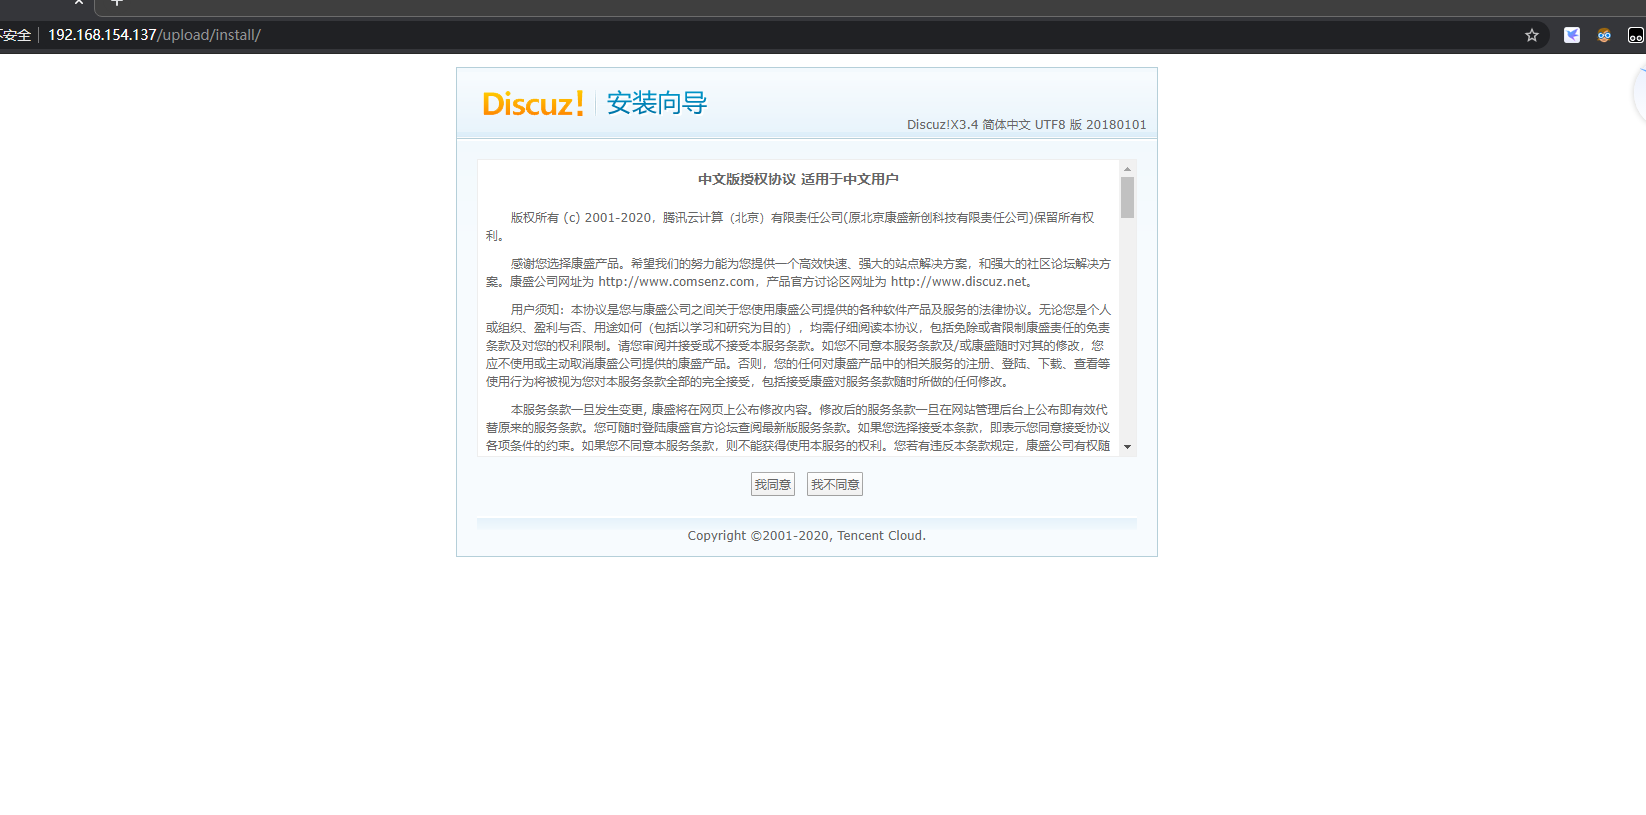 不安全 192.168.154.137/upload/install/
Discuz! 安装向导
Discuz!X3.4 简体中文 UTF8 版 20180101
中文版授权协议 适用于中文用户
版权所有 (c) 2001-2020，腾讯云计算（北京）有限责任公司(原北京康盛新创科技有限责任公司)保留所有权
利。
感谢您选择康盛产品。希望我们的努力能为您提供一个高效快速、强大的站点解决方案，和强大的社区论坛解决方
案。康盛公司网址为 http://www.comsenz.com，产品官方讨论区网址为 http://www.discuz.net。
用户须知：本协议是您与康盛公司之间关于您使用康盛公司提供的各种软件产品及服务的法律协议。无论您是个人
或组织、盈利与否、用途如何（包括以学习和研究为目的），均需仔细阅读本协议，包括免除或者限制康盛责任的免责
条款及对您的权利限制。请您审阅并接受或不接受本服务条款。如您不同意本服务条款及/或康盛随时对其的修改，您
应不使用或主动取消康盛公司提供的康盛产品。否则，您的任何对康盛产品中的相关服务的注册、登陆、下载、查看等
使用行为将被视为您对本服务条款全部的完全接受，包括接受康盛对服务条款随时所做的任何修改。
本服务条款一旦发生变更, 康盛将在网页上公布修改内容。修改后的服务条款一旦在网站管理后台上公布即有效代
替原来的服务条款。您可随时登陆康盛官方论坛查阅最新版服务条款。如果您选择接受本条款，即表示您同意接受协议
各项条件的约束。如果您不同意本服务条款，则不能获得使用本服务的权利。您若有违反本条款规定，康盛公司有权随
我同意 我不同意
Copyright ©2001-2020, Tencent Cloud.